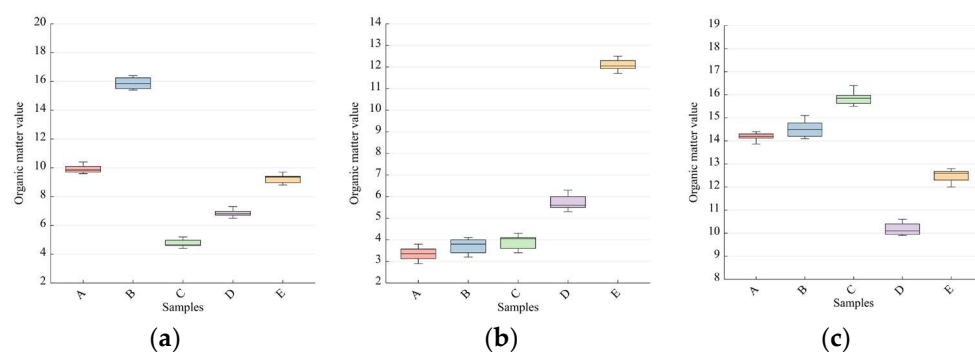 20
18
16
14
12
10
8
6
4
2
Organic matter value
A
B
C
D
E
Samples
(a)
14
13
12
11
10
9
8
7
6
5
4
3
2
Organic matter value
A
B
C
D
E
Samples
(b)
19
18
17
16
15
14
13
12
11
10
9
8
Organic matter value
A
B
C
D
E
Samples
(c)